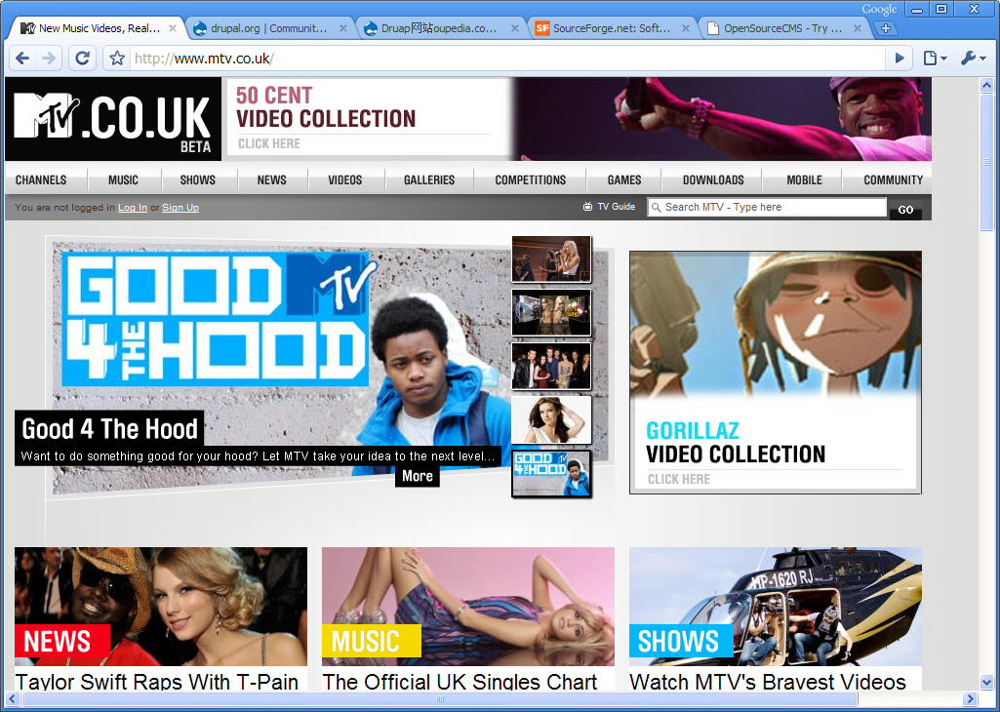 Google
New Music Videos, Real...
drupal.org | Communit...
Druap网站oupedia.co...
SF SourceForge.net: Soft...
OpenSourceCMS - Try ...
http://www.mtv.co.uk/
MTV.CO.UK
BETA
50 CENT
VIDEO COLLECTION
CLICK HERE
CHANNELS MUSIC SHOWS NEWS VIDEOS GALLERIES COMPETITIONS GAMES DOWNLOADS MOBILE COMMUNITY
You are not logged in Log In or Sign Up
TV Guide
Search MTV - Type here
GO
GOOD MTV
4 THE HOOD
Good 4 The Hood
Want to do something good for your hood? Let MTV take your idea to the next level...
More
GOOD MTV
4 THE HOOD
GORILLAZ
VIDEO COLLECTION
CLICK HERE
NEWS
Taylor Swift Raps With T-Pain
MUSIC
The Official UK Singles Chart
HP-1620 RJ
SHOWS
Watch MTV's Bravest Videos